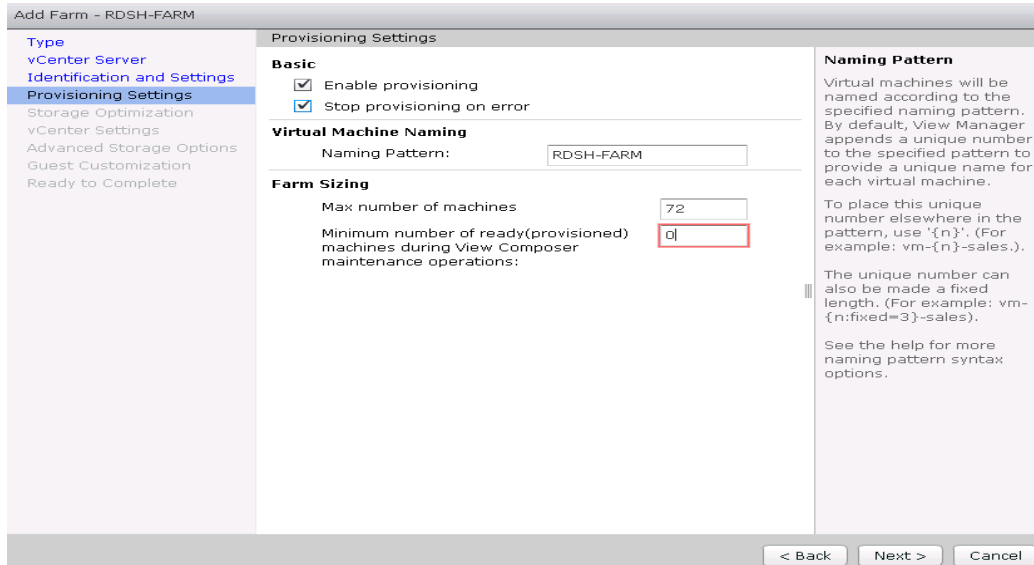 Add Farm - RDSH-FARM
Type
vCenter Server
Identification and Settings
Provisioning Settings
Storage Optimization
vCenter Settings
Advanced Storage Options
Guest Customization
Ready to Complete
Provisioning Settings
Basic
Enable provisioning
Stop provisioning on error
Virtual Machine Naming
Naming Pattern: RDSH-FARM
Farm Sizing
Max number of machines 72
Minimum number of ready(provisioned) 0
machines during View Composer
maintenance operations:
Naming Pattern
Virtual machines will be
named according to the
specified naming pattern.
By default, View Manager
appends a unique number
to the specified pattern to
provide a unique name for
each virtual machine.
To place this unique
number elsewhere in the
pattern, use '{n}'. (For
example: vm-{n}-sales.).
The unique number can
also be made a fixed
length. (For example: vm-
{n:fixed=3}-sales).
See the help for more
naming pattern syntax
options.
< Back Next > Cancel